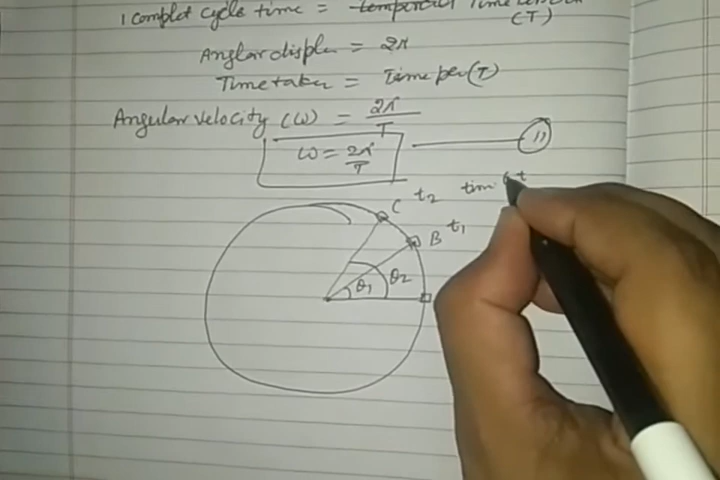 1 complet cycle time =
(T)
Anglar displa = 2π
Time taken = Time per (T)
Angular velocity (ω) = 2π/T
ω = 2π/T
11
C t₂ tim
B t₁
θ₁ θ₂